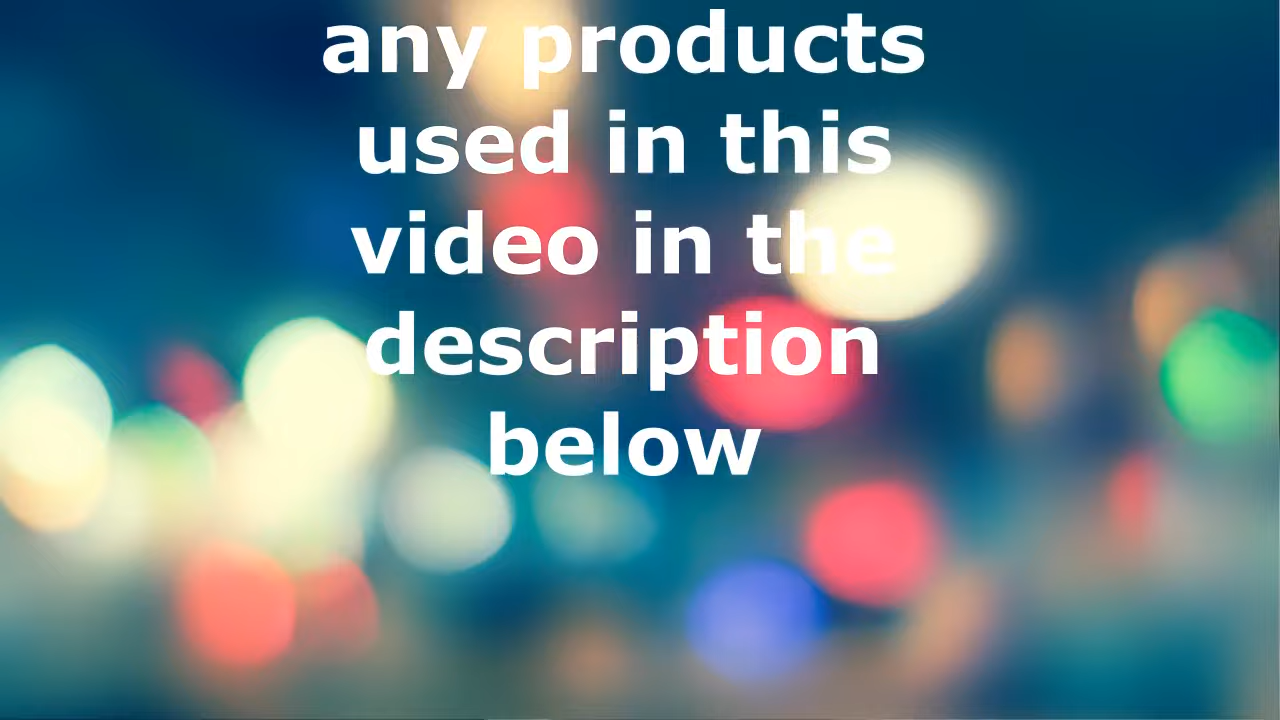 any products
used in this
video in the
description
below